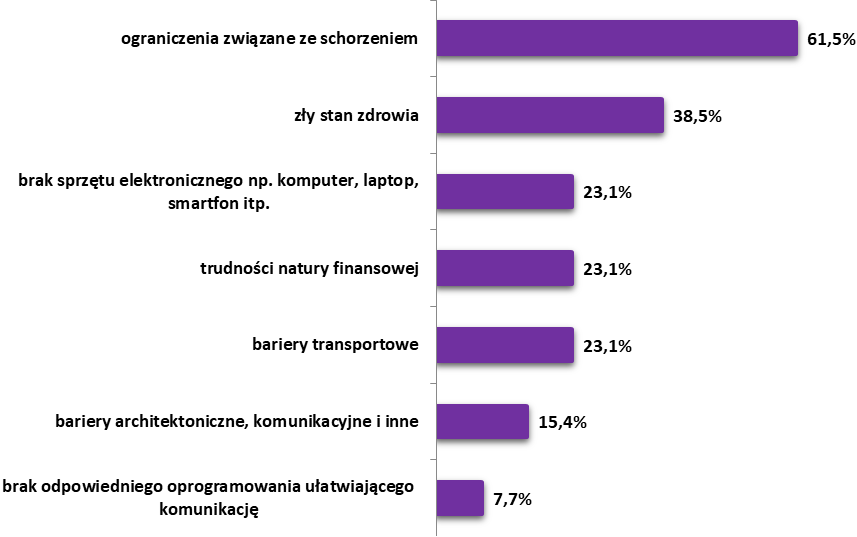 ograniczenia związane ze schorzeniem 61,5%
zły stan zdrowia 38,5%
brak sprzętu elektronicznego np. komputer, laptop,
smartfon itp. 23,1%
trudności natury finansowej 23,1%
bariery transportowe 23,1%
bariery architektoniczne, komunikacyjne i inne 15,4%
brak odpowiedniego oprogramowania ułatwiającego
komunikację 7,7%